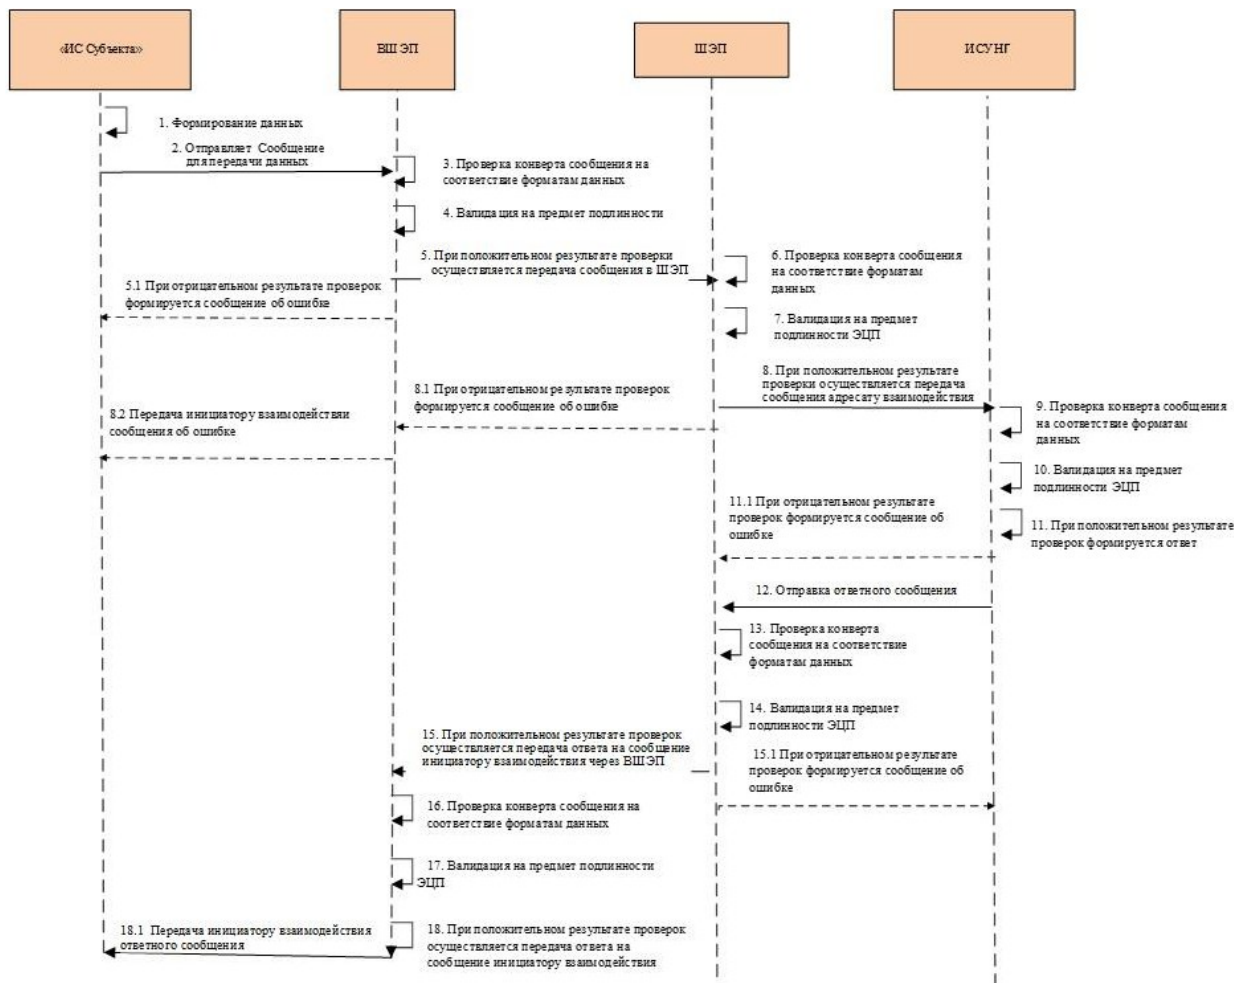 «ИС Субъекта»
ВШЭП
ШЭП
ИСУНГ
1. Формирование данных
2. Отправляет Сообщение
для передачи данных
3. Проверка конверта сообщения на
соответствие форматам данных
4. Валидация на предмет подлинности
5. При положительном результате проверки
осуществляется передача сообщения в ШЭП
6. Проверка конверта сообщения
на соответствие форматам
данных
5.1 При отрицательном результате проверок
формируется сообщение об ошибке
7. Валидация на предмет
подлинности ЭЦП
8. При положительном результате
проверки осуществляется передача
сообщения адресату взаимодействия
8.1 При отрицательном результате проверок
формируется сообщение об ошибке
8.2 Передача инициатору взаимодействяи
сообщения об ошибке
9. Проверка конверта сообщения
на соответствие форматам
данных
10. Валидация на предмет
подлинности ЭЦП
11.1 При отрицательном результате
проверок формируется сообщение об
ошибке
11. При положительном результате
проверок формируется ответ
12. Отправка ответного сообщения
13. Проверка конверта
сообщения на соответствие
форматам данных
14. Валидация на предмет
подлинности ЭЦП
15. При положительном результате проверок
осуществляется передача ответа на сообщение
инициатору взаимодействия через ВШЭП
15.1 При отрицательном результате
проверок формируется сообщение об
ошибке
16. Проверка конверта сообщения на
соответствие форматам данных
17. Валидация на предмет подлинности
ЭЦП
18.1 Передача инициатору взаимодействия
ответного сообщения
18. При положительном результате проверок
осуществляется передача ответа на
сообщение инициатору взаимодействия